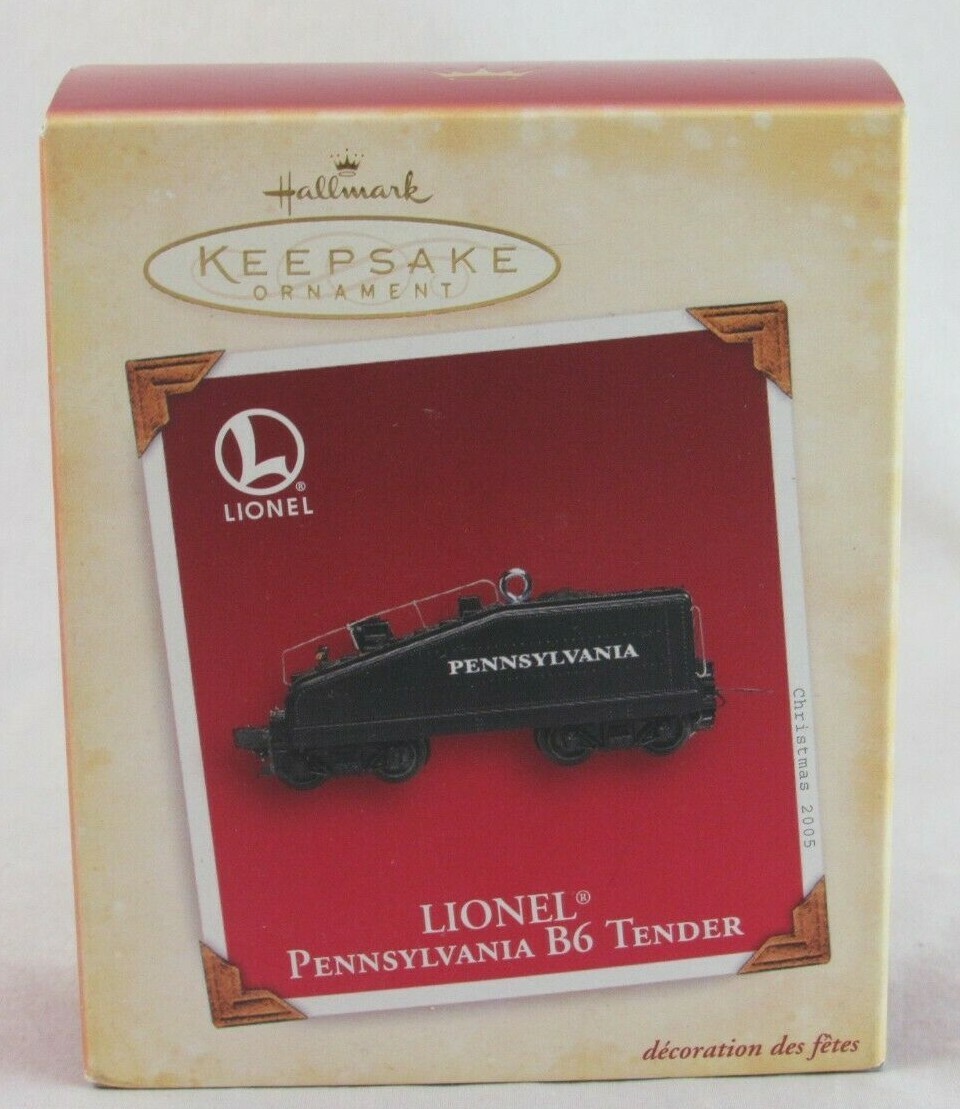 Hallmark
KEEPSAKE
ORNAMENT
L
®
LIONEL
PENNSYLVANIA
Christmas 2005
LIONEL®
PENNSYLVANIA B6 TENDER
décoration des fêtes